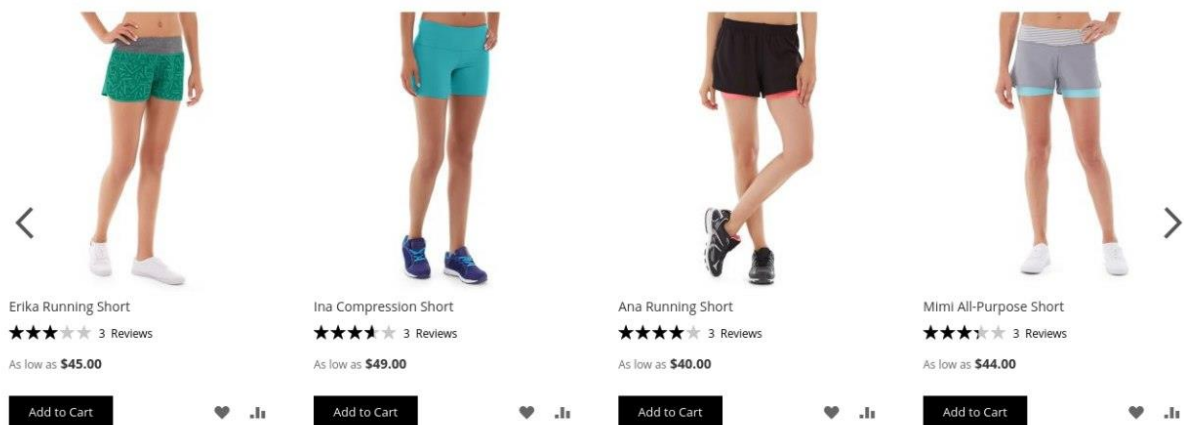 Erika Running Short
3 Reviews
As low as $45.00
Add to Cart
Ina Compression Short
3 Reviews
As low as $49.00
Add to Cart
Ana Running Short
3 Reviews
As low as $40.00
Add to Cart
Mimi All-Purpose Short
3 Reviews
As low as $44.00
Add to Cart